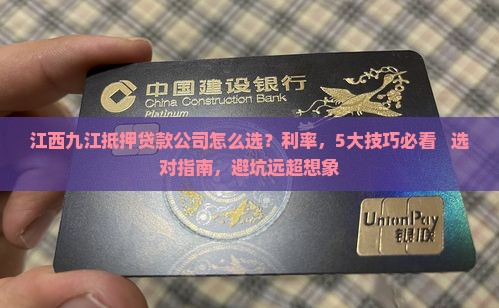 中国建设银行
China Construction Bank
Platinum
江西九江抵押贷款公司怎么选？利率，5大技巧必看 选
对指南，避坑远超想象
UnionPay
银联